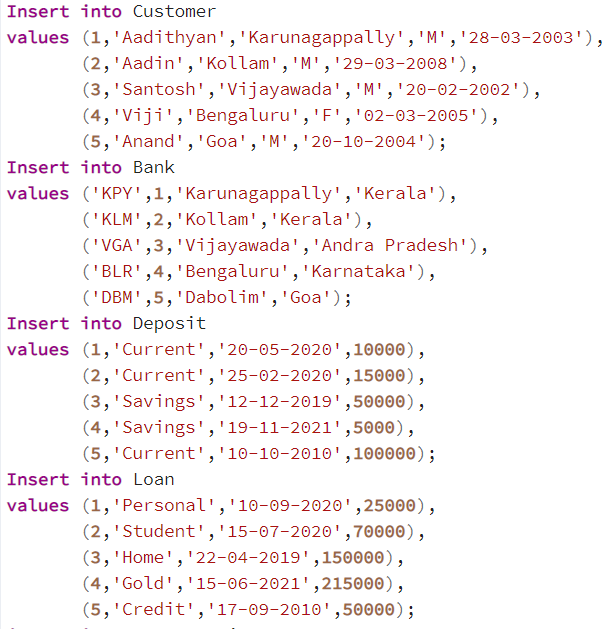 Insert into Customer
values (1,'Aadithyan','Karunagappally','M','28-03-2003'),
(2,'Aadin','Kollam','M','29-03-2008'),
(3,'Santosh','Vijayawada','M','20-02-2002'),
(4,'Viji','Bengaluru','F','02-03-2005'),
(5,'Anand','Goa','M','20-10-2004');
Insert into Bank
values ('KPY',1,'Karunagappally','Kerala'),
('KLM',2,'Kollam','Kerala'),
('VGA',3,'Vijayawada','Andra Pradesh'),
('BLR',4,'Bengaluru','Karnataka'),
('DBM',5,'Dabolim','Goa');
Insert into Deposit
values (1,'Current','20-05-2020',10000),
(2,'Current','25-02-2020',15000),
(3,'Savings','12-12-2019',50000),
(4,'Savings','19-11-2021',5000),
(5,'Current','10-10-2010',100000);
Insert into Loan
values (1,'Personal','10-09-2020',25000),
(2,'Student','15-07-2020',70000),
(3,'Home','22-04-2019',150000),
(4,'Gold','15-06-2021',215000),
(5,'Credit','17-09-2010',50000);